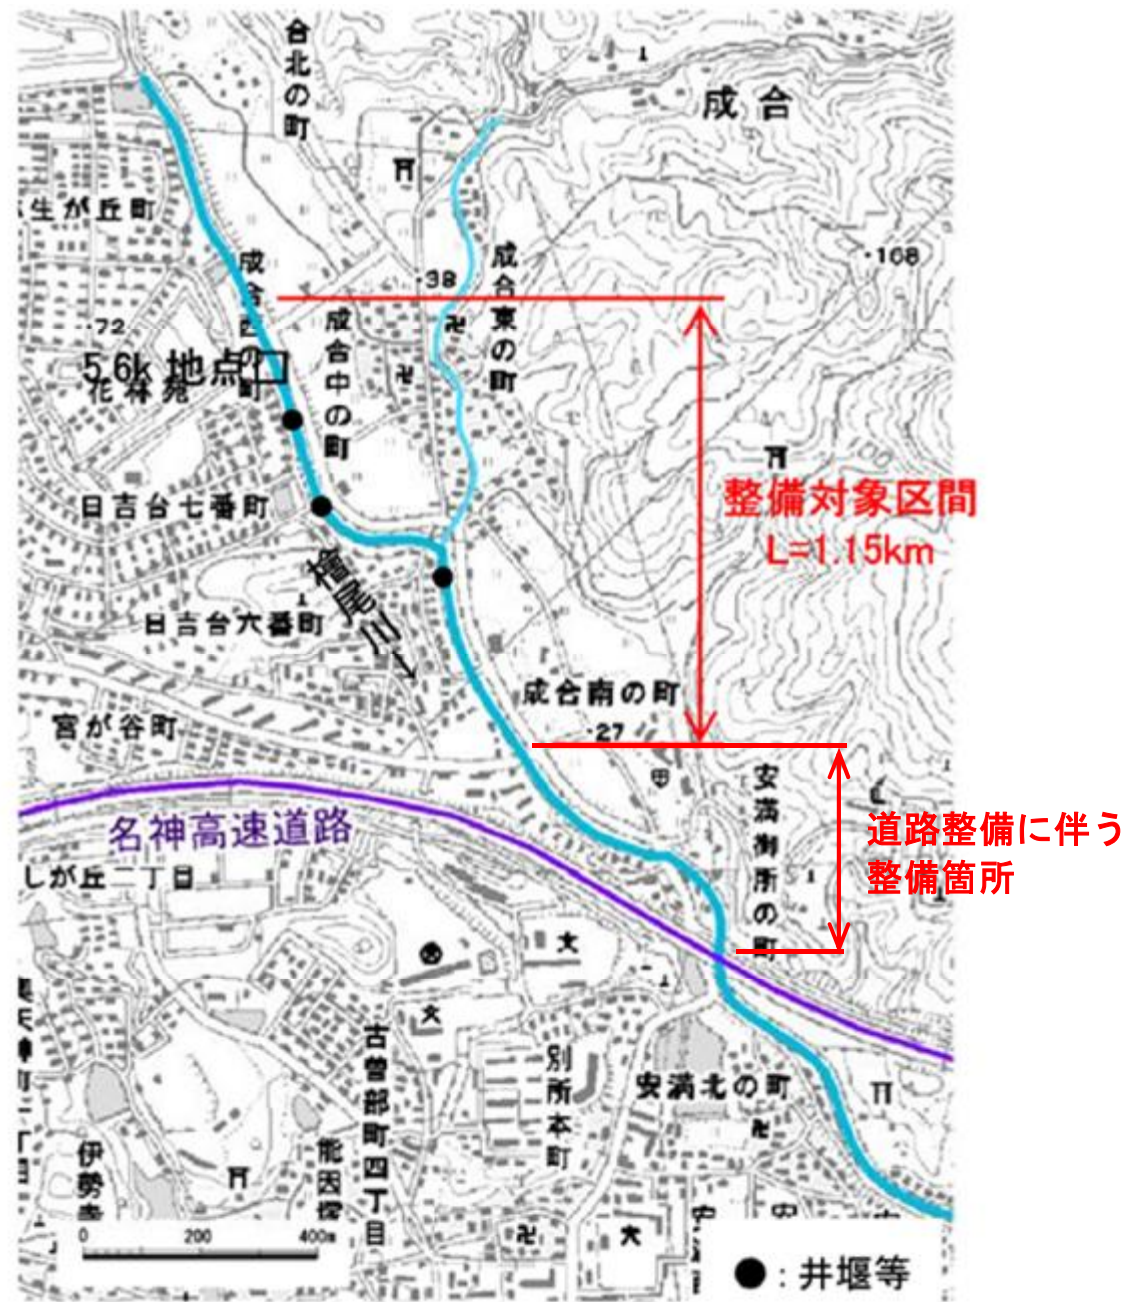 合北の町
成合
生が丘町
成合東の町
・168
・38
成合西の町
成合中の町
・72
5.6k 地点
花林苑
整備対象区間
L=1.15km
日吉台七番町
檜尾川
日吉台六番町
成合南の町
・27
宮が谷町
安満御所の町
名神高速道路
道路整備に伴う
整備箇所
しが丘二丁目
古曽部町四丁目
別所本町
安満北の町
伊勢寺
能因塚
0 200 400m
●:井堰等